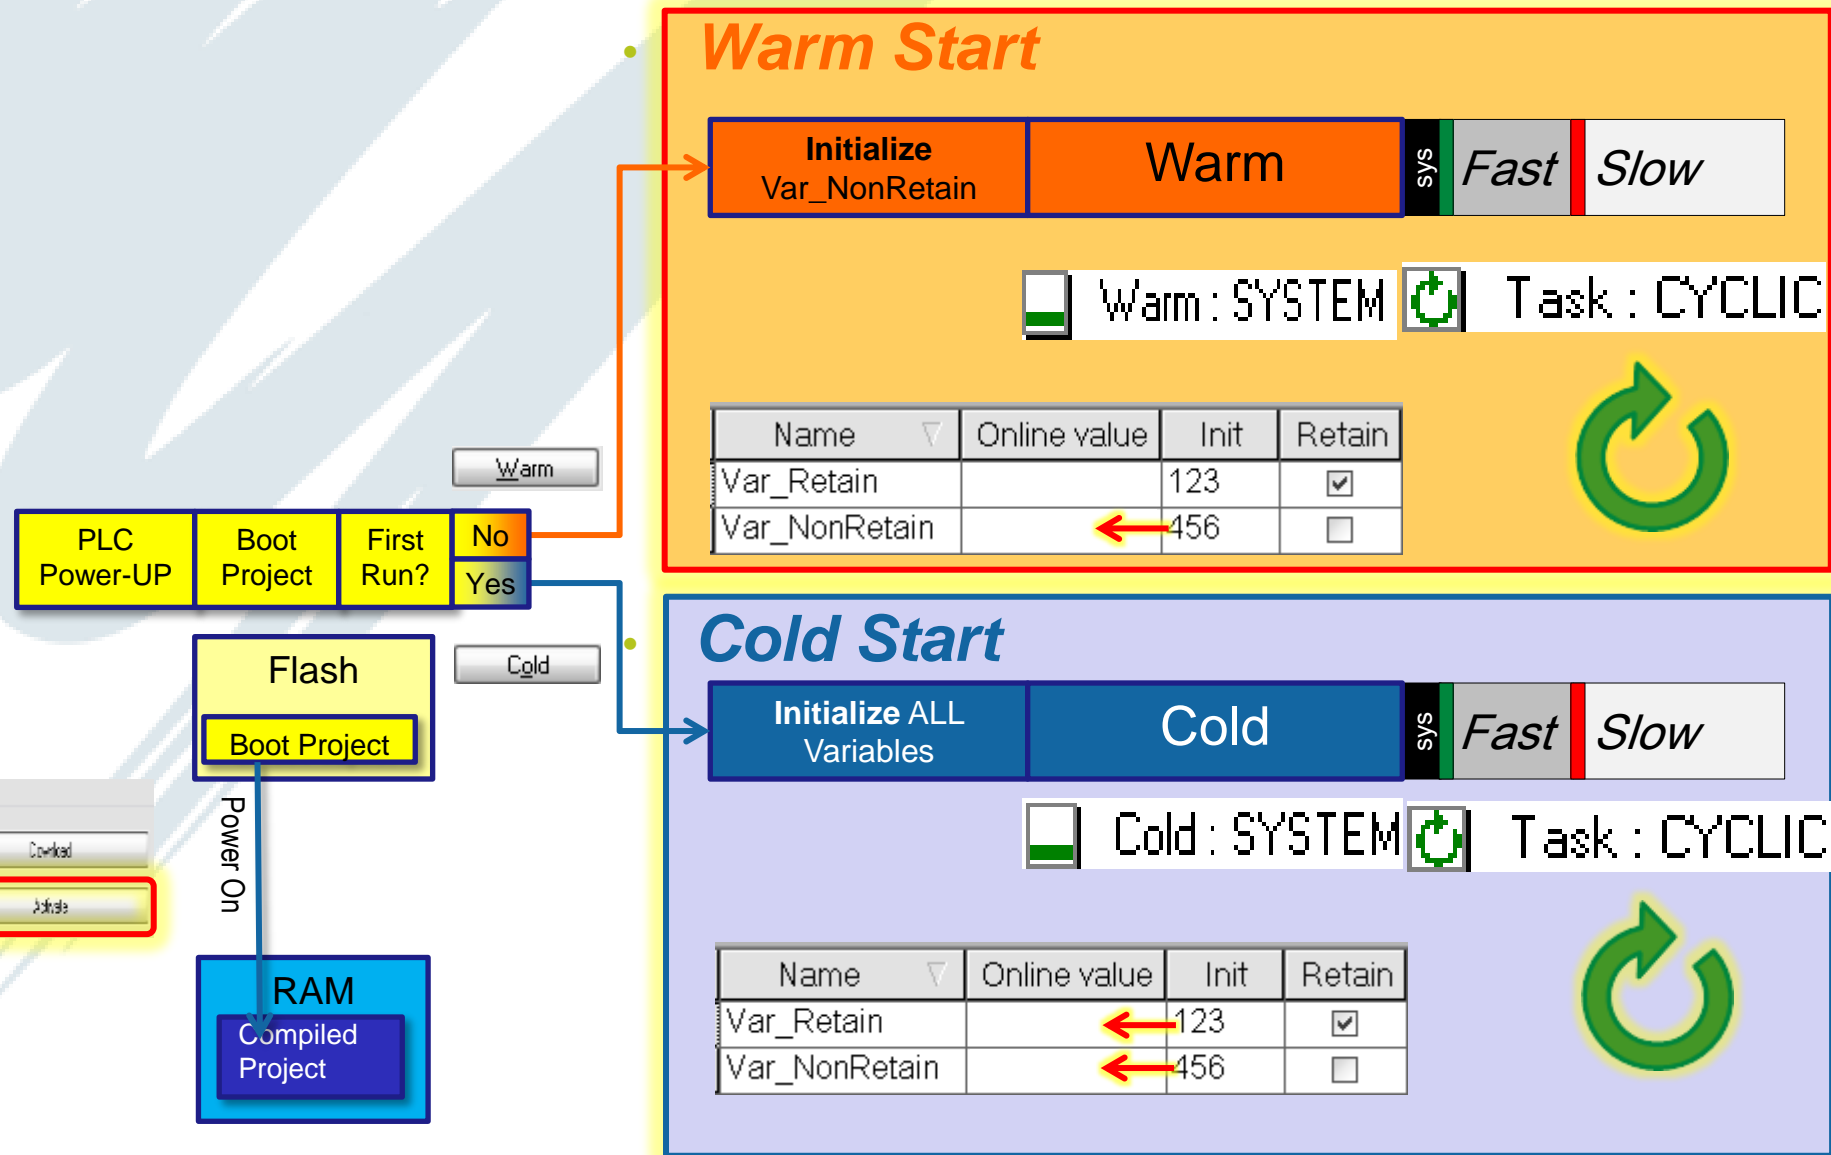 Warm Start
Initialize
Var_NonRetain
Warm
sys
Fast
Slow
Warm : SYSTEM
Task : CYCLIC
Name
Online value
Init
Retain
Var_Retain
123
Var_NonRetain
456
Warm
PLC
Power-UP
Boot
Project
First
Run?
No
Yes
Cold
Flash
Boot Project
Power On
Download
Activate
RAM
Compiled
Project
Cold Start
Initialize ALL
Variables
Cold
sys
Fast
Slow
Cold : SYSTEM
Task : CYCLIC
Name
Online value
Init
Retain
Var_Retain
123
Var_NonRetain
456